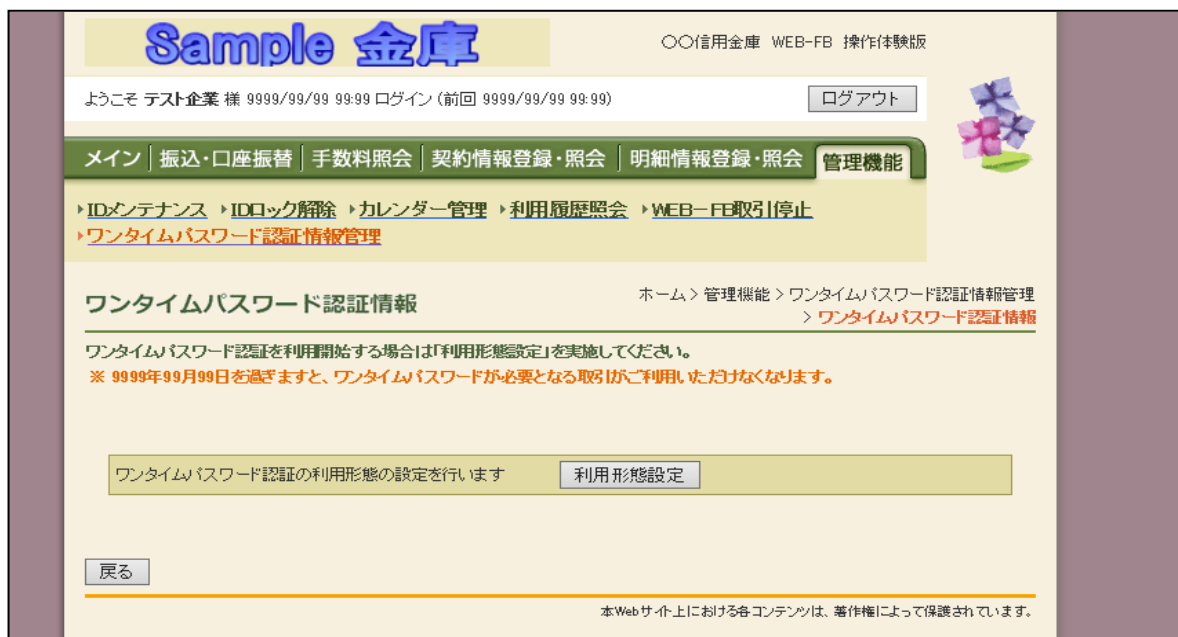 Sample 金庫
〇〇信用金庫 WEB-FB 操作体験版
ようこそ テスト企業 様 9999/99/99 99:99 ログイン (前回 9999/99/99 99:99)
ログアウト
メイン 振込・口座振替 手数料照会 契約情報登録・照会 明細情報登録・照会 管理機能
IDメンテナンス IDロック解除 カレンダー管理 利用履歴照会 WEB－FB取引停止
ワンタイムパスワード認証情報管理
ワンタイムパスワード認証情報
ホーム > 管理機能 > ワンタイムパスワード認証情報管理
> ワンタイムパスワード認証情報
ワンタイムパスワード認証を利用開始する場合は「利用形態設定」を実施してください。
※ 9999年99月99日を過ぎますと、ワンタイムパスワードが必要となる取引がご利用いただけなくなります。
ワンタイムパスワード認証の利用形態の設定を行います
利用形態設定
戻る
本Webサイト上における各コンテンツは、著作権によって保護されています。